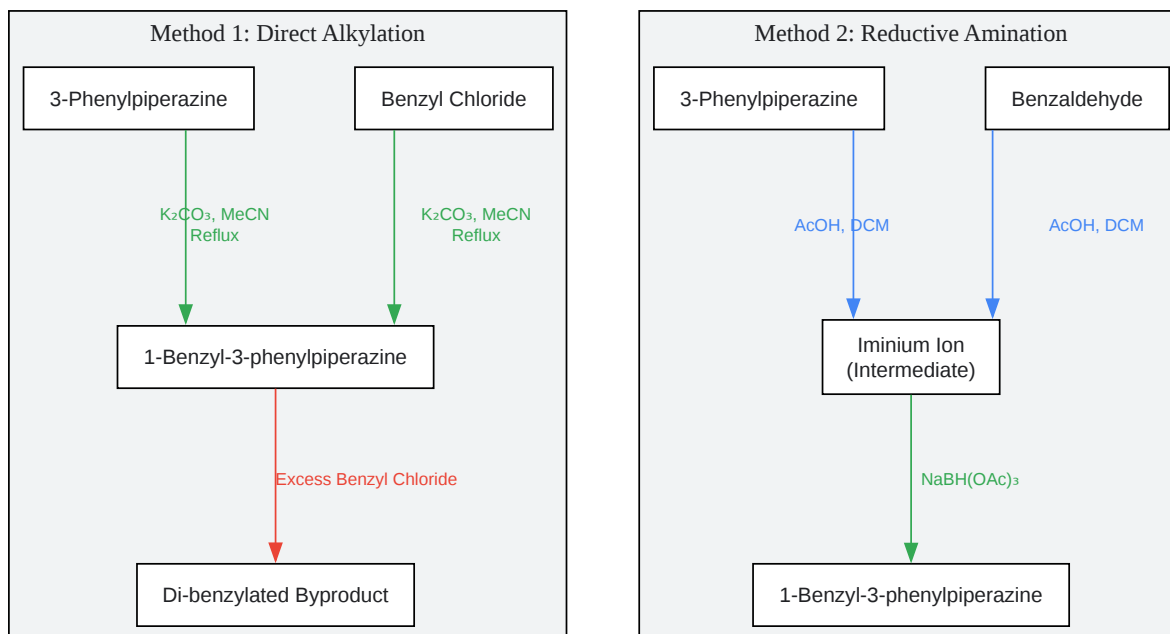 Method 1: Direct Alkylation
3-Phenylpiperazine
Benzyl Chloride
K₂CO₃, MeCN
Reflux
K₂CO₃, MeCN
Reflux
1-Benzyl-3-phenylpiperazine
Excess Benzyl Chloride
Di-benzylated Byproduct
Method 2: Reductive Amination
3-Phenylpiperazine
Benzaldehyde
AcOH, DCM
AcOH, DCM
Iminium Ion
(Intermediate)
NaBH(OAc)₃
1-Benzyl-3-phenylpiperazine